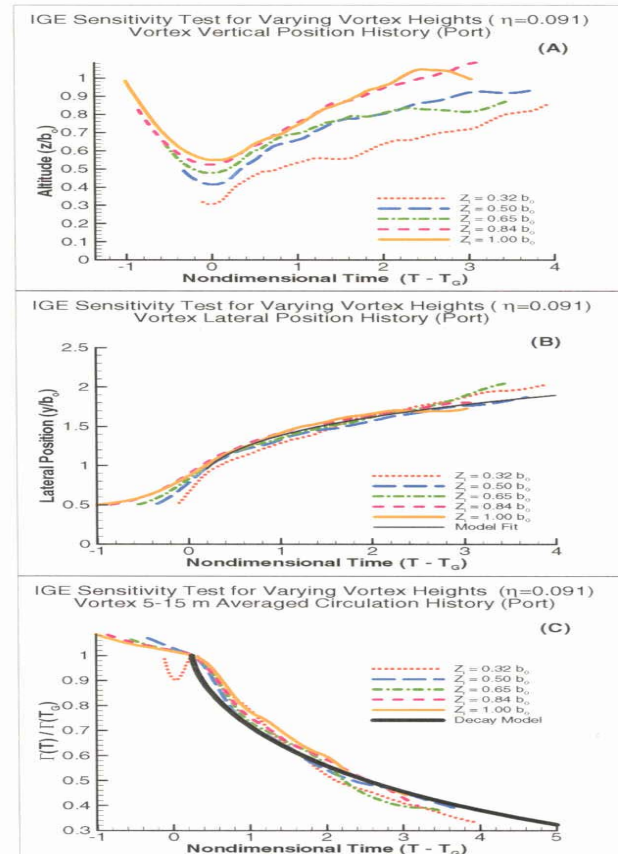 IGE Sensitivity Test for Varying Vortex Heights ( η=0.091)
Vortex Vertical Position History (Port)
(A)
Altitude (z/b₀)
1
0.9
0.8
0.7
0.6
0.5
0.4
0.3
0.2
0.1
0
Zᵢ = 0.32 b₀
Zᵢ = 0.50 b₀
Zᵢ = 0.65 b₀
Zᵢ = 0.84 b₀
Zᵢ = 1.00 b₀
-1 0 1 2 3 4
Nondimensional Time (T - T_G)
IGE Sensitivity Test for Varying Vortex Heights ( η=0.091)
Vortex Lateral Position History (Port)
(B)
Lateral Position (y/b₀)
2.5
2
1.5
1
0.5
0
Zᵢ = 0.32 b₀
Zᵢ = 0.50 b₀
Zᵢ = 0.65 b₀
Zᵢ = 0.84 b₀
Zᵢ = 1.00 b₀
Model Fit
-1 0 1 2 3 4
Nondimensional Time (T - T_G)
IGE Sensitivity Test for Varying Vortex Heights (η=0.091)
Vortex 5-15 m Averaged Circulation History (Port)
(C)
Γ(T) / Γ(T_G)
1
0.9
0.8
0.7
0.6
0.5
0.4
0.3
Zᵢ = 0.32 b₀
Zᵢ = 0.50 b₀
Zᵢ = 0.65 b₀
Zᵢ = 0.84 b₀
Zᵢ = 1.00 b₀
Decay Model
-1 0 1 2 3 4 5
Nondimensional Time (T - T_G)